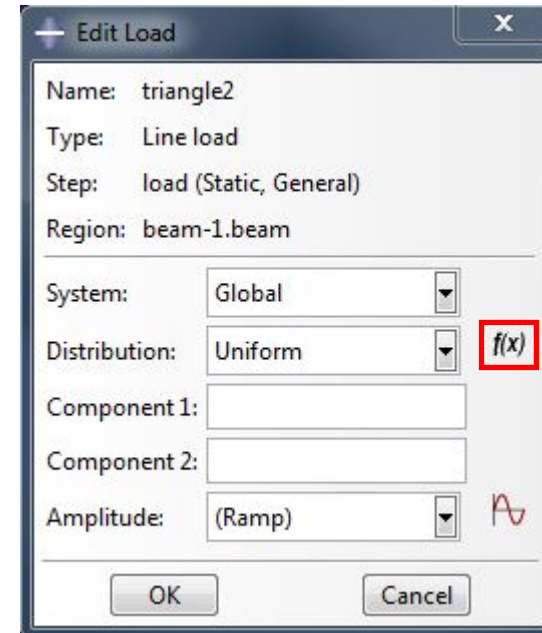 Edit Load
Name: triangle2
Type: Line load
Step: load (Static, General)
Region: beam-1.beam
System: Global
Distribution: Uniform f(x)
Component 1:
Component 2:
Amplitude: (Ramp)
OK Cancel